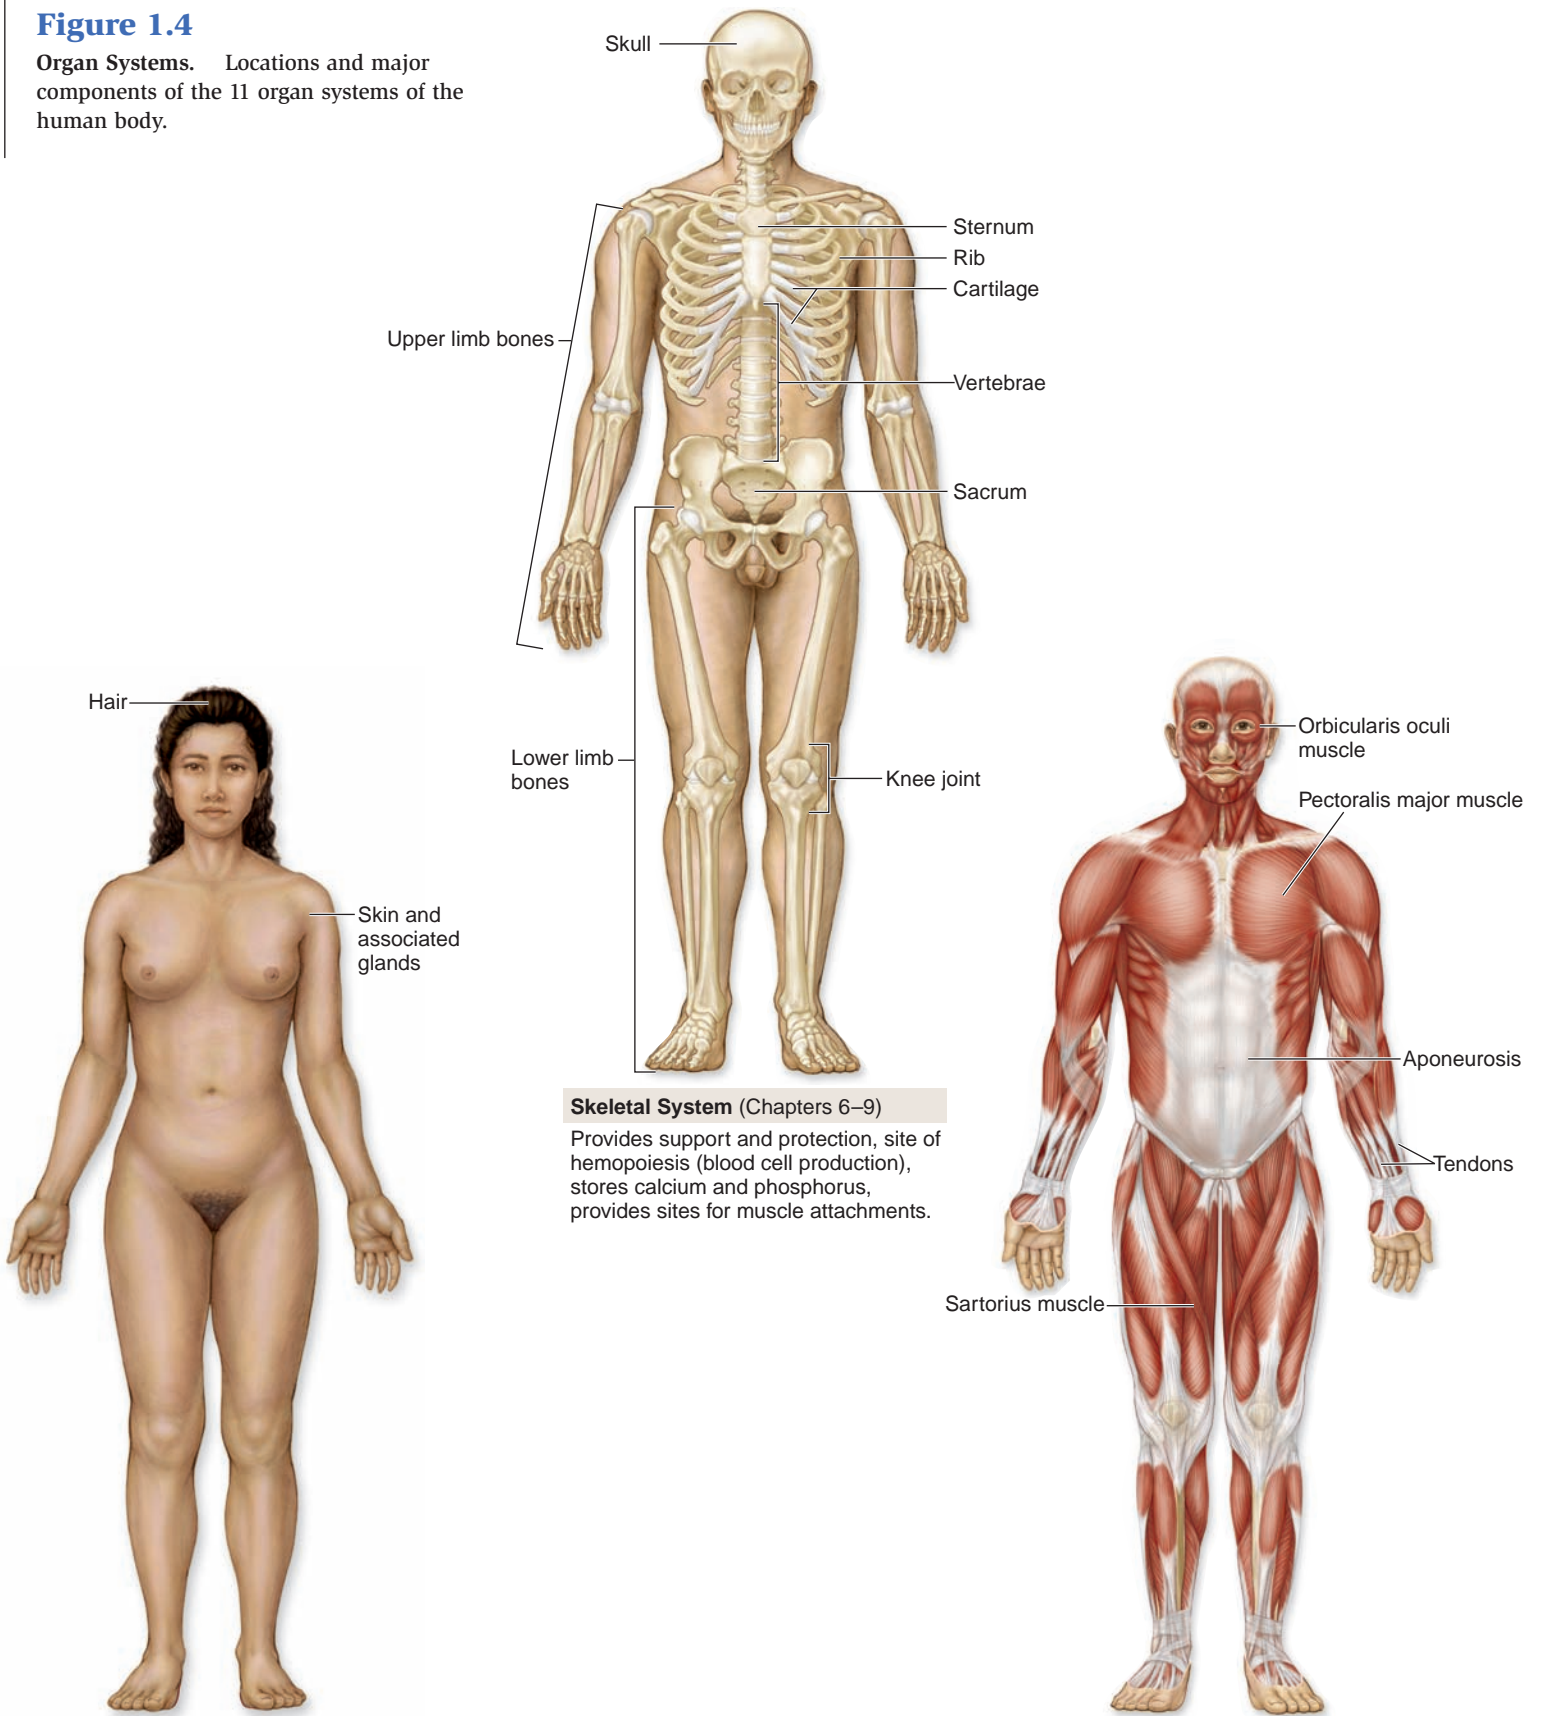 Figure 1.4
Organ Systems. Locations and major
components of the 11 organ systems of the
human body.
Skull
Sternum
Rib
Cartilage
Upper limb bones
Vertebrae
Sacrum
Hair
Lower limb
bones
Knee joint
Orbicularis oculi
muscle
Pectoralis major muscle
Skin and
associated
glands
Aponeurosis
Skeletal System (Chapters 6–9)
Provides support and protection, site of
hemopoiesis (blood cell production),
stores calcium and phosphorus,
provides sites for muscle attachments.
Tendons
Sartorius muscle